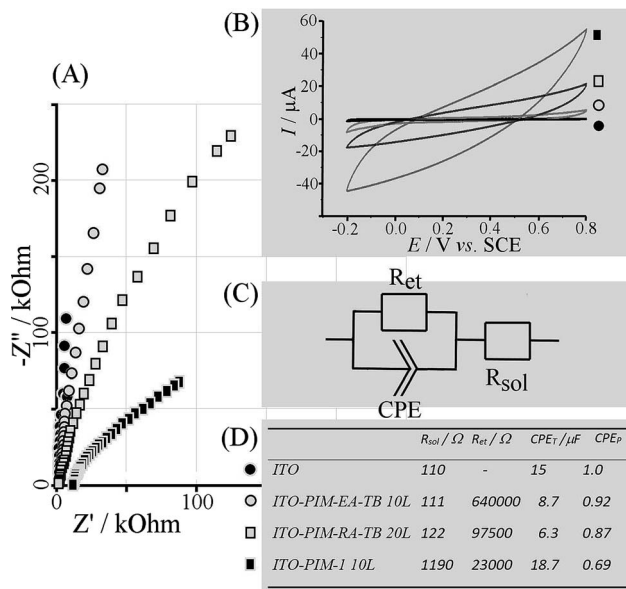 (A)
-Z" / kOhm
200
100
0
0
50
100
Z' / kOhm
(B)
I / µA
60
40
20
0
-20
-40
-0.2
0.0
0.2
0.4
0.6
0.8
E / V vs. SCE
(C)
R_et
CPE
R_sol
(D)
R_sol / Ω R_et / Ω CPE_T / µF CPE_P
ITO 110 - 15 1.0
ITO-PIM-EA-TB 10L 111 640000 8.7 0.92
ITO-PIM-RA-TB 20L 122 97500 6.3 0.87
ITO-PIM-1 10L 1190 23000 18.7 0.69